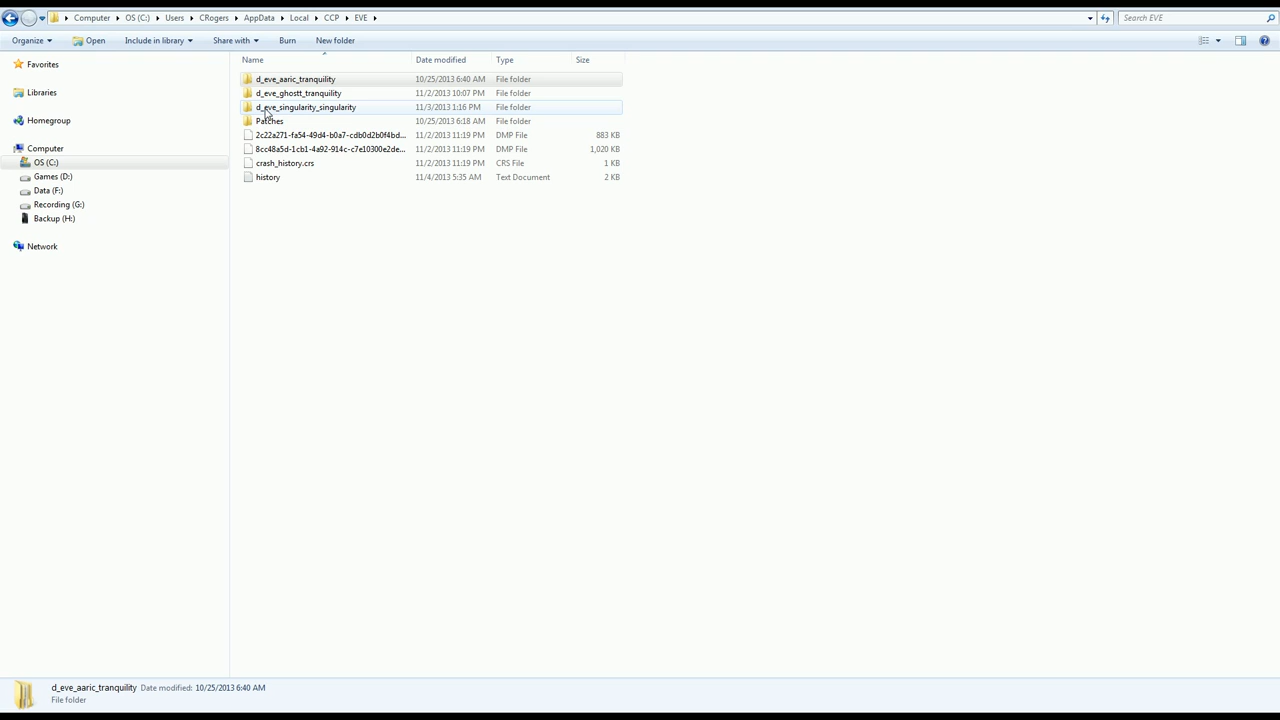 Computer OS (C:) Users CRogers AppData Local CCP EVE Search EVE
Organize Open Include in library Share with Burn New folder
Favorites
Libraries
Homegroup
Computer
OS (C:)
Games (D:)
Data (F:)
Recording (G:)
Backup (H:)
Network
Name Date modified Type Size
d_eve_aaric_tranquility 10/25/2013 6:40 AM File folder
d_eve_ghostt_tranquility 11/2/2013 10:07 PM File folder
d_eve_singularity_singularity 11/3/2013 1:16 PM File folder
Patches 10/25/2013 6:18 AM File folder
2c22a271-fa54-49d4-b0a7-cdb0d2b0f4bd... 11/2/2013 11:19 PM DMP File 883 KB
8cc48a5d-1cb1-4a92-914c-c7e10300e2de... 11/2/2013 11:19 PM DMP File 1,020 KB
crash_history.crs 11/2/2013 11:19 PM CRS File 1 KB
history 11/4/2013 5:35 AM Text Document 2 KB
d_eve_aaric_tranquility Date modified: 10/25/2013 6:40 AM
File folder